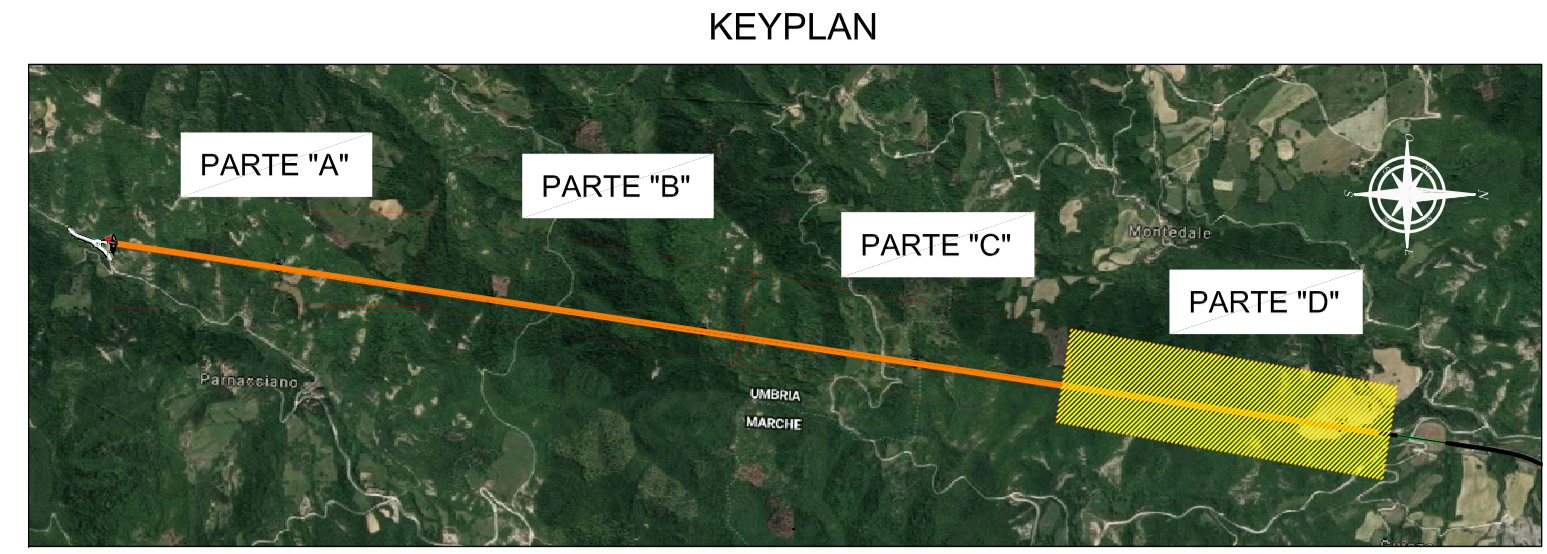 KEYPLAN
PARTE "A"
PARTE "B"
PARTE "C"
PARTE "D"
O
S
N
E
Montedale
Parnacciano
UMBRIA
MARCHE